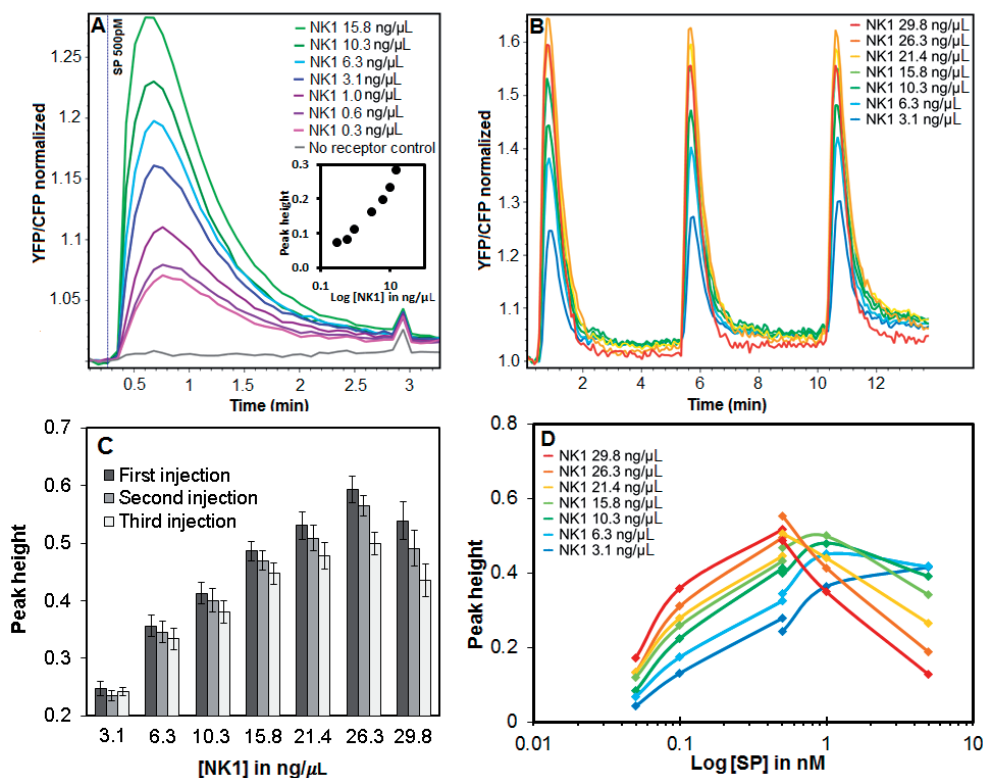 A
SP 500pM
NK1 15.8 ng/µL
NK1 10.3 ng/µL
NK1 6.3 ng/µL
NK1 3.1 ng/µL
NK1 1.0 ng/µL
NK1 0.6 ng/µL
NK1 0.3 ng/µL
No receptor control
YFP/CFP normalized
1.25
1.2
1.15
1.1
1.05
0.5
1
1.5
2
2.5
3
Time (min)
Peak height
0.3
0.2
0.1
0.0
0.1
10
Log [NK1] in ng/µL
B
NK1 29.8 ng/µL
NK1 26.3 ng/µL
NK1 21.4 ng/µL
NK1 15.8 ng/µL
NK1 10.3 ng/µL
NK1 6.3 ng/µL
NK1 3.1 ng/µL
YFP/CFP normalized
1.6
1.5
1.4
1.3
1.2
1.1
1.0
2
4
6
8
10
12
Time (min)
C
First injection
Second injection
Third injection
Peak height
0.7
0.6
0.5
0.4
0.3
0.2
3.1
6.3
10.3
15.8
21.4
26.3
29.8
[NK1] in ng/µL
D
NK1 29.8 ng/µL
NK1 26.3 ng/µL
NK1 21.4 ng/µL
NK1 15.8 ng/µL
NK1 10.3 ng/µL
NK1 6.3 ng/µL
NK1 3.1 ng/µL
Peak height
0.8
0.6
0.4
0.2
0
0.01
0.1
1
10
Log [SP] in nM